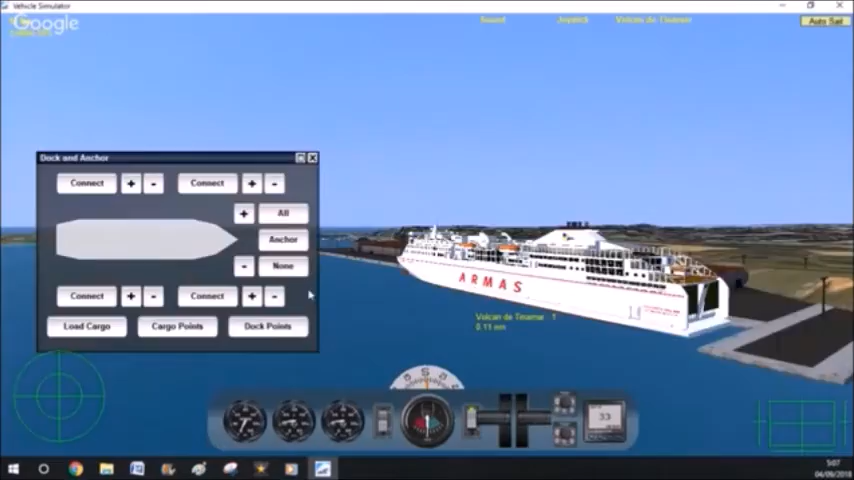 Vehicle Simulator
Google
Sound Joystick Volcan de Tinamar Auto Sail
Dock and Anchor
Connect + - Connect + -
+ All
Anchor
- None
Connect + - Connect + -
Load Cargo Cargo Points Dock Points
ARMAS
Volcan de Tinamar 1
0.11 nm
S
33
5:07
04/09/2018